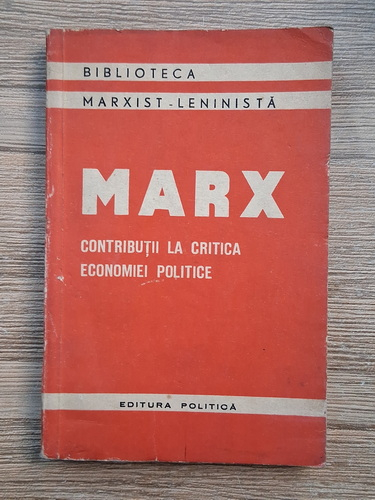 BIBLIOTECA
MARXIST-LENINISTĂ
MARX
CONTRIBUȚII LA CRITICA
ECONOMIEI POLITICE
EDITURA POLITICĂ